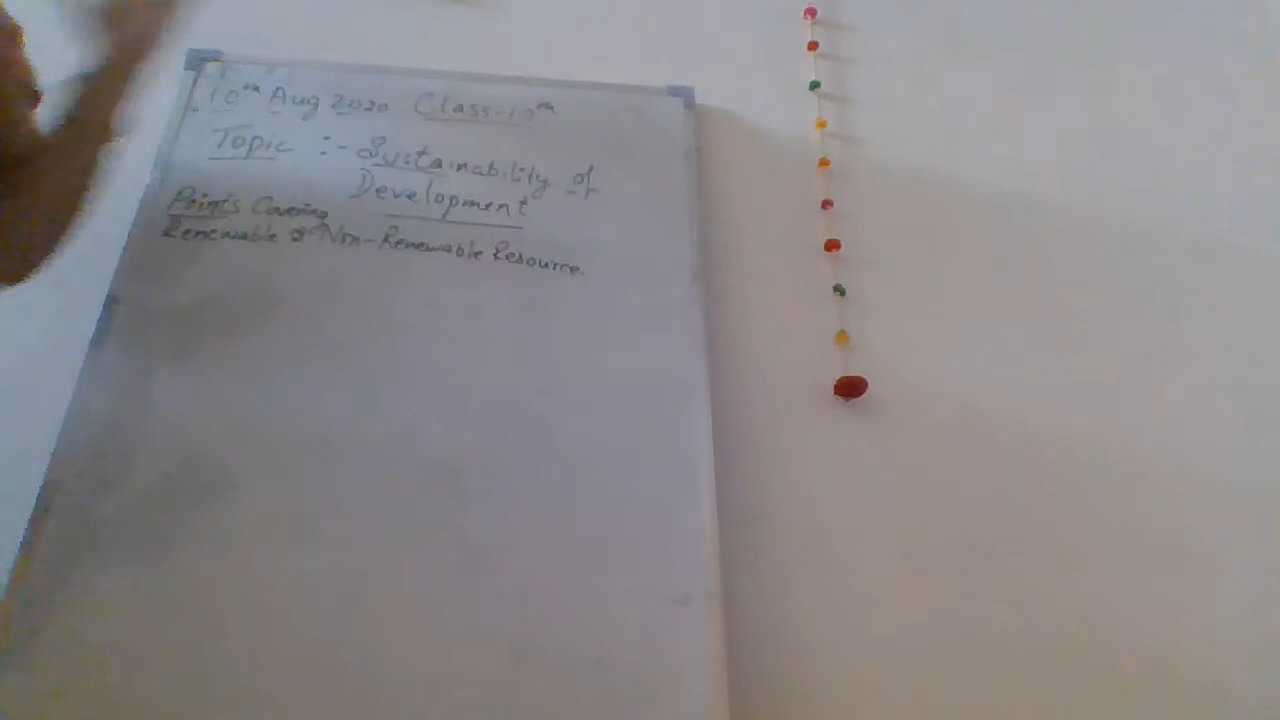 10th Aug 2020 Class-10th
Topic :- Sustainability of
Development
Points Covering
Renewable & Non-Renewable Resource.